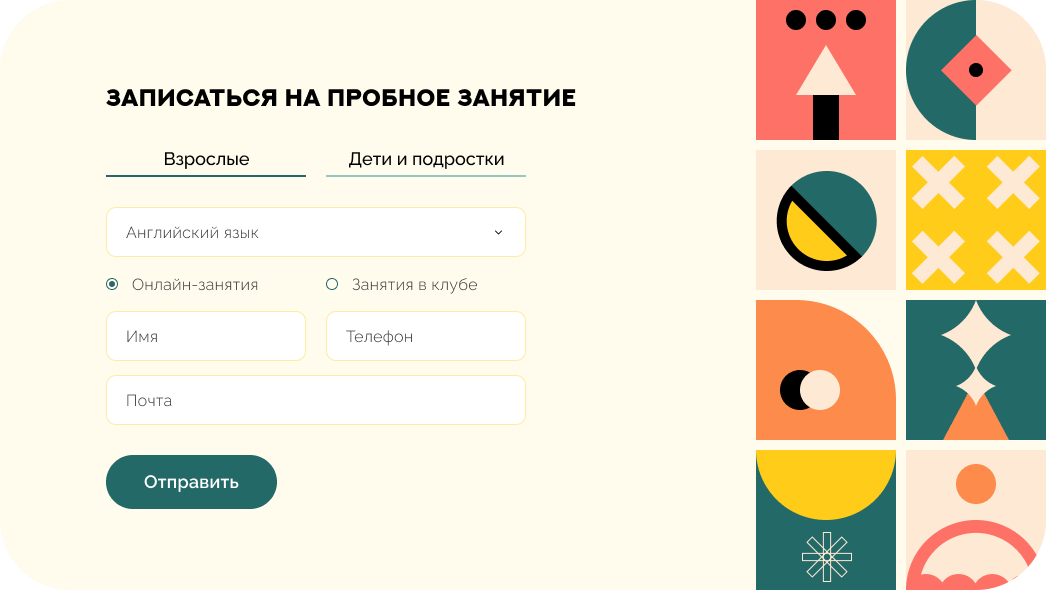 ЗАПИСАТЬСЯ НА ПРОБНОЕ ЗАНЯТИЕ
Взрослые
Дети и подростки
Английский язык
Онлайн-занятия
Занятия в клубе
Имя
Телефон
Почта
Отправить